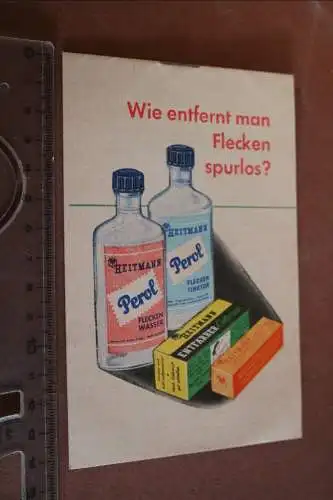 Wie entfernt man
Flecken
spurlos?
HEITMANN
Perol
FLECKEN
TINKTUR
HEITMANN
Perol
FLECKEN
WASSER
HEITMANN
ENTFÄRBER